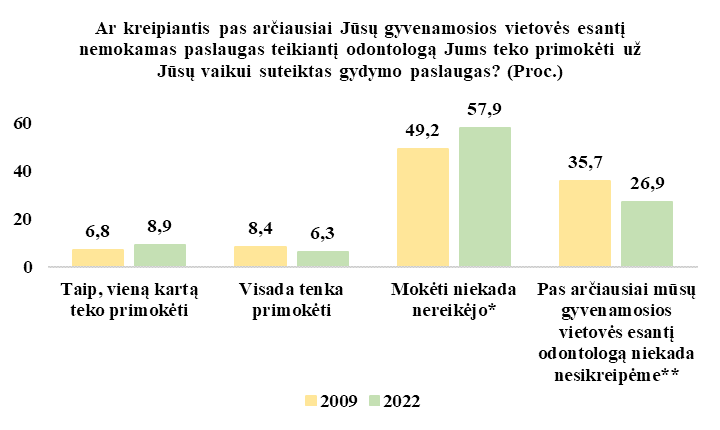 Ar kreipiantis pas arčiausiai Jūsų gyvenamosios vietovės esantį
nemokamas paslaugas teikiantį odontologą Jums teko primokėti už
Jūsų vaikui suteiktas gydymo paslaugas? (Proc.)
60
40
20
0
6,8
8,9
8,4
6,3
49,2
57,9
35,7
26,9
Taip, vieną kartą
teko primokėti
Visada tenka
primokėti
Mokėti niekada
nereikėjo*
Pas arčiausiai mūsų
gyvenamosios
vietovės esantį
odontologą niekada
nesikreipėme**
2009
2022